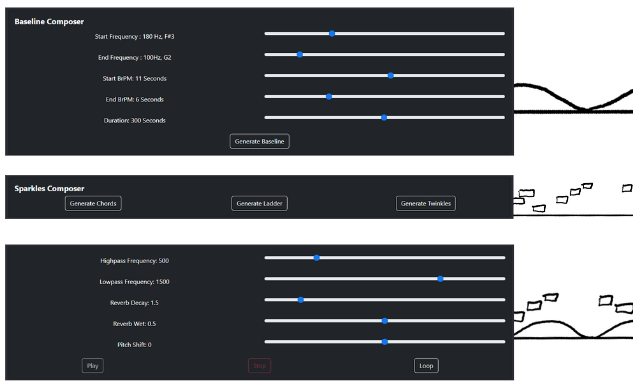 Baseline Composer
Start Frequency : 180 Hz, F#3
End Frequency : 100Hz, G2
Start BrPM: 11 Seconds
End BrPM: 6 Seconds
Duration: 300 Seconds
Generate Baseline
Sparkles Composer
Generate Chords Generate Ladder Generate Twinkles
Highpass Frequency: 500
Lowpass Frequency: 1500
Reverb Decay: 1.5
Reverb Wet: 0.5
Pitch Shift: 0
Play Stop Loop